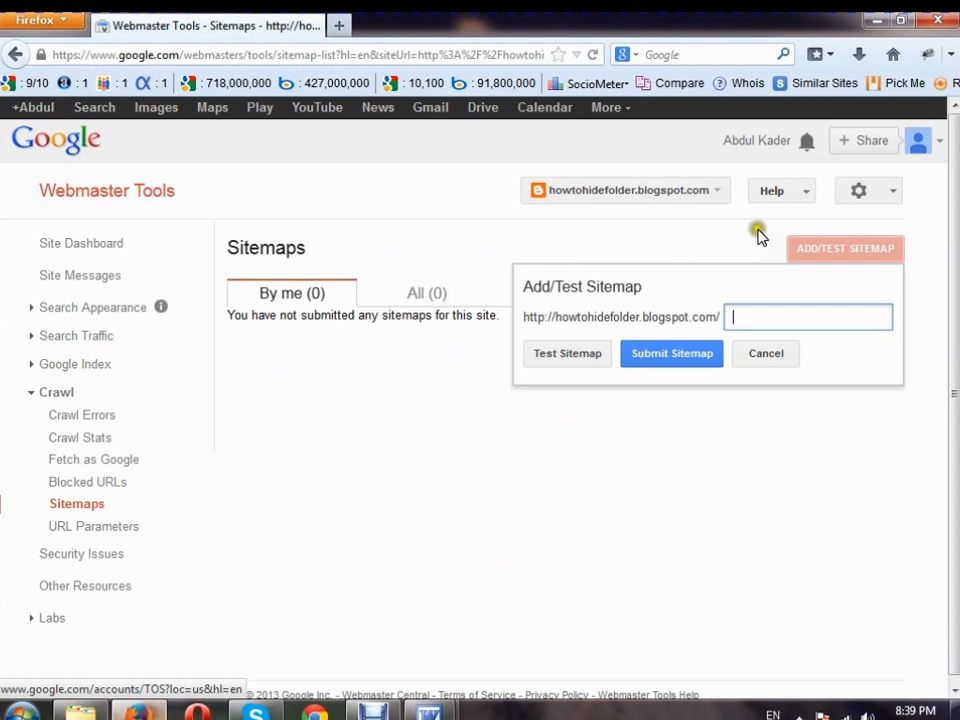 Firefox
Webmaster Tools - Sitemaps - http://ho...
https://www.google.com/webmasters/tools/sitemap-list?hl=en&siteUrl=http%3A%2F%2Fhowtohi
Google
: 9/10 : 1 : 1 : 1 : 718,000,000 : 427,000,000 : 10,100 : 91,800,000 SocioMeter Compare Whois Similar Sites Pick Me
+Abdul Search Images Maps Play YouTube News Gmail Drive Calendar More
Google
Abdul Kader
+ Share
Webmaster Tools
howtohidefolder.blogspot.com
Help
Site Dashboard
Site Messages
Search Appearance
Search Traffic
Google Index
Crawl
Crawl Errors
Crawl Stats
Fetch as Google
Blocked URLs
Sitemaps
URL Parameters
Security Issues
Other Resources
Labs
Sitemaps
ADD/TEST SITEMAP
By me (0)
All (0)
You have not submitted any sitemaps for this site.
Add/Test Sitemap
http://howtohidefolder.blogspot.com/
Test Sitemap
Submit Sitemap
Cancel
www.google.com/accounts/TOS?loc=us&hl=en
© 2013 Google Inc. - Webmaster Central - Terms of Service - Privacy Policy - Webmaster Tools Help
EN
8:39 PM